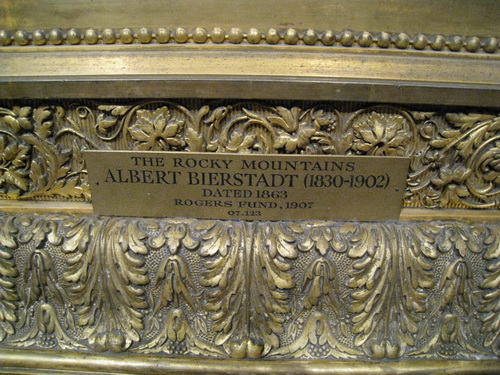 THE ROCKY MOUNTAINS
ALBERT BIERSTADT (1830-1902)
DATED 1863
ROGERS FUND, 1907
07.123